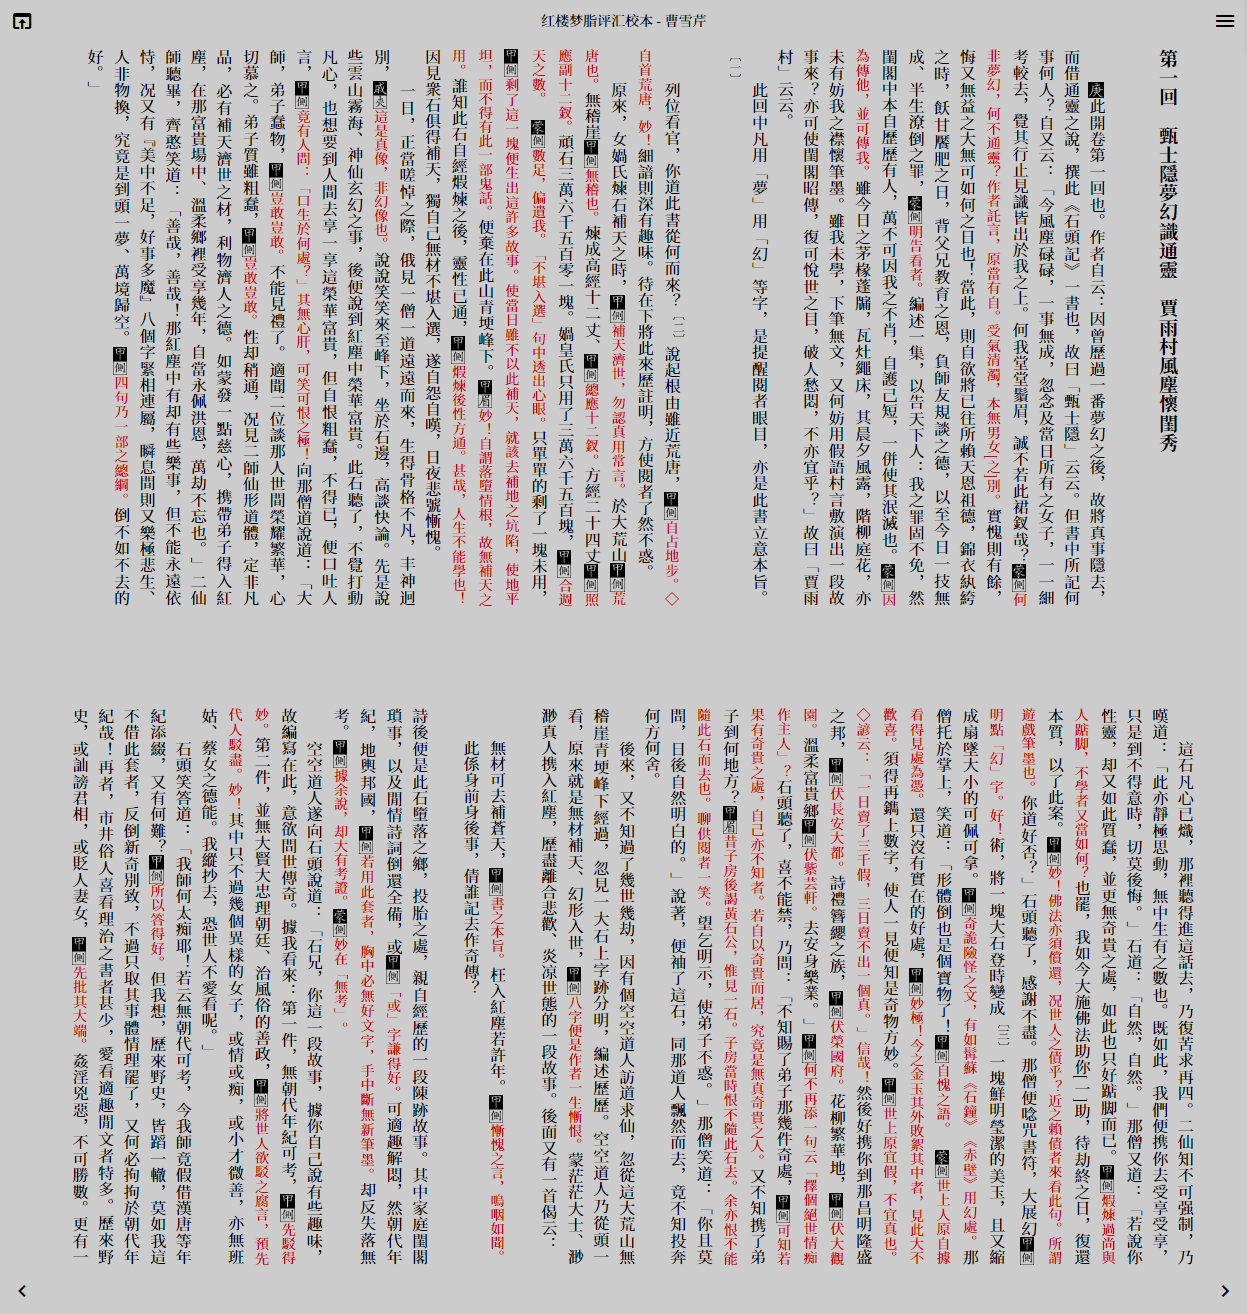 红楼梦脂评汇校本 - 曹雪芹
第一回　甄士隱夢幻識通靈　賈雨村風塵懷閨秀
庚此開卷第一回也。作者自云：因曾歷過一番夢幻之後，故將真事隱去，
而借通靈之說，撰此《石頭記》一書也，故曰「甄士隱」云云。但書中所記何
事何人？自又云：「今風塵碌碌，一事無成，忽念及當日所有之女子，一一細
考較去，覺其行止見識皆出於我之上。何我堂堂鬚眉，誠不若此裙釵哉？蒙側何
非夢幻，何不通靈？作者託言，原當有自。受氣清濁，本無男女[之]別。實愧則有餘，
悔又無益之大無可如何之日也！當此，則自欲將已往所賴天恩祖德，錦衣紈絝
之時，飫甘饜肥之日，背父兄教育之恩，負師友規談之德，以至今日一技無
成、半生潦倒之罪，蒙側明告看者。編述一集，以告天下人：我之罪固不免，然
閨閣中本自歷歷有人，萬不可因我之不肖，自護己短，一併使其泯滅也。蒙側因
為傳他，並可傳我。雖今日之茅椽蓬牖，瓦灶繩床，其晨夕風露，階柳庭花，亦
未有妨我之襟懷筆墨。雖我未學，下筆無文，又何妨用假語村言敷演出一段故
事來？亦可使閨閣昭傳，復可悅世之目，破人愁悶，不亦宜乎？」故曰「賈雨
村」云云。
此回中凡用「夢」用「幻」等字，是提醒閱者眼目，亦是此書立意本旨。
[一]
列位看官，你道此書從何而來？[二]說起根由雖近荒唐，甲側自占地步。◇
自首荒唐，妙！細諳則深有趣味。待在下將此來歷註明，方使閱者了然不惑。
原來，女媧氏煉石補天之時，甲側補天濟世，勿認真用常言。於大荒山甲側荒
唐也。無稽崖甲側無稽也。煉成高經十二丈、甲側總應十二釵。方經二十四丈甲側照
應副十二釵。頑石三萬六千五百零一塊。媧皇氏只用了三萬六千五百塊，甲側合週
天之數。蒙側數足，偏遺我。「不堪入選」句中透出心眼。只單單的剩了一塊未用，
甲側剩了這一塊便生出這許多故事。使當日雖不以此補天，就該去補地之坑陷，使地平
坦，而不得有此一部鬼話。便棄在此山青埂峰下。甲眉妙！自謂落墮情根，故無補天之
用。誰知此石自經煅煉之後，靈性已通，甲側煅煉後性方通。甚哉，人生不能學也！
因見衆石俱得補天，獨自己無材不堪入選，遂自怨自嘆，日夜悲號慚愧。
一日，正當嗟悼之際，俄見一僧一道遠遠而來，生得骨格不凡，丰神迥
別，戚夾這是真像，非幻像也。說說笑笑來至峰下，坐於石邊，高談快論。先是說
些雲山霧海、神仙玄幻之事，後便說到紅塵中榮華富貴。此石聽了，不覺打動
凡心，也想要到人間去享一享這榮華富貴，但自恨粗蠢，不得已，便口吐人
言，甲側竟有人問：「口生於何處？」其無心肝，可笑可恨之極！向那僧道說道：「大
師，弟子蠢物，甲側豈敢豈敢。不能見禮了。適聞二位談那人世間榮耀繁華，心
切慕之。弟子質雖粗蠢，甲側豈敢豈敢。性却稍通，况見二師仙形道體，定非凡
品，必有補天濟世之材，利物濟人之德。如蒙發一點慈心，携帶弟子得入紅
塵，在那富貴場中、溫柔鄉裡受享幾年，自當永佩洪恩，萬劫不忘也。」二仙
師聽畢，齊憨笑道：「善哉，善哉！那紅塵中有却有些樂事，但不能永遠依
恃，况又有『美中不足，好事多魔』八個字緊相連屬，瞬息間則又樂極悲生、
人非物換，究竟是到頭一夢、萬境歸空。甲側四句乃一部之總綱。倒不如不去的
好。」
這石凡心已熾，那裡聽得進這話去，乃復苦求再四。二仙知不可强制，乃
嘆道：「此亦靜極思動，無中生有之數也。既如此，我們便携你去受享受享，
只是到不得意時，切莫後悔。」石道：「自然，自然。」那僧又道：「若說你
性靈，却又如此質蠢，並更無奇貴之處，如此也只好踮脚而已。甲側煅煉過尚與
人踮脚，不學者又當如何？也罷，我如今大施佛法助你[一]助，待劫終之日，復還
本質，以了此案。甲側妙！佛法亦須償還，况世人之債乎？近之賴債者來看此句。所謂
遊戲筆墨也。你道好否？」石頭聽了，感謝不盡。那僧便唸咒書符，大展幻甲側
明點「幻」字。好！術，將一塊大石登時變成[三]一塊鮮明瑩潔的美玉，且又縮
成扇墜大小的可佩可拿。甲側奇詭險怪之文，有如髯蘇《石鐘》《赤壁》用幻處。那
僧托於掌上，笑道：「形體倒也是個寶物了！甲側自愧之語。蒙側世上人原自據
看得見處為憑。還只沒有實在的好處，甲側妙極！今之金玉其外敗絮其中者，見此大不
歡喜。須得再鐫上數字，使人一見便知是奇物方妙。甲側世上原宜假，不宜真也。
◇諺云：「一日賣了三千假，三日賣不出一個真。」信哉！然後好携你到那昌明隆盛
之邦，甲側伏長安大都。詩禮簪纓之族，甲側伏榮國府。花柳繁華地，甲側伏大觀
園。溫柔富貴鄉甲側伏紫芸軒。去安身樂業。」甲側何不再添一句云「擇個絕世情痴
作主人」？石頭聽了，喜不能禁，乃問：「不知賜了弟子那幾件奇處，甲側可知若
果有奇貴之處，自己亦不知者。若自以奇貴而居，究竟是無真奇貴之人。又不知携了弟
子到何地方？甲眉昔子房後謁黃石公，惟見一石。子房當時恨不隨此石去。余亦恨不能
隨此石而去也。聊供閱者一笑。望乞明示，使弟子不惑。」那僧笑道：「你且莫
問，日後自然明白的。」說著，便袖了這石，同那道人飄然而去，竟不知投奔
何方何舍。
後來，又不知過了幾世幾劫，因有個空空道人訪道求仙，忽從這大荒山無
稽崖青埂峰下經過，忽見一大石上字跡分明，編述歷歷。空空道人乃從頭一
看，原來就是無材補天、幻形入世，甲側八字便是作者一生慚恨。蒙茫茫大士、渺
渺真人携入紅塵，歷盡離合悲歡、炎凉世態的一段故事。後面又有一首偈云：
無材可去補蒼天，甲側書之本旨。枉入紅塵若許年。甲側慚愧之言，嗚咽如聞。
此係身前身後事，倩誰記去作奇傳？
詩後便是此石墮落之鄉，投胎之處，親自經歷的一段陳跡故事。其中家庭閨閣
瑣事，以及閒情詩詞倒還全備，或甲側「或」字謙得好。可適趣解悶，然朝代年
紀，地輿邦國，甲側若用此套者，胸中必無好文字，手中斷無新筆墨。却反失落無
考。甲側據余說，却大有考證。蒙側妙在「無考」。
空空道人遂向石頭說道：「石兄，你這一段故事，據你自己說有些趣味，
故編寫在此，意欲問世傳奇。據我看來：第一件，無朝代年紀可考，甲側先駁得
妙。第二件，並無大賢大忠理朝廷、治風俗的善政，甲側將世人欲駁之腐言，預先
代人駁盡。妙！其中只不過幾個異樣的女子，或情或痴，或小才微善，亦無班
姑、蔡女之德能。我縱抄去，恐世人不愛看呢。」
石頭笑答道：「我師何太痴耶！若云無朝代可考，今我師竟假借漢唐等年
紀添綴，又有何難？甲側所以答得好。但我想，歷來野史，皆蹈一轍，莫如我這
不借此套者，反倒新奇別致，不過只取其事體情理罷了，又何必拘拘於朝代年
紀哉！再者，市井俗人喜看理治之書者甚少，愛看適趣閒文者特多。歷來野
史，或訕謗君相，或貶人妻女，甲側先批其大端。姦淫兇惡，不可勝數。更有一